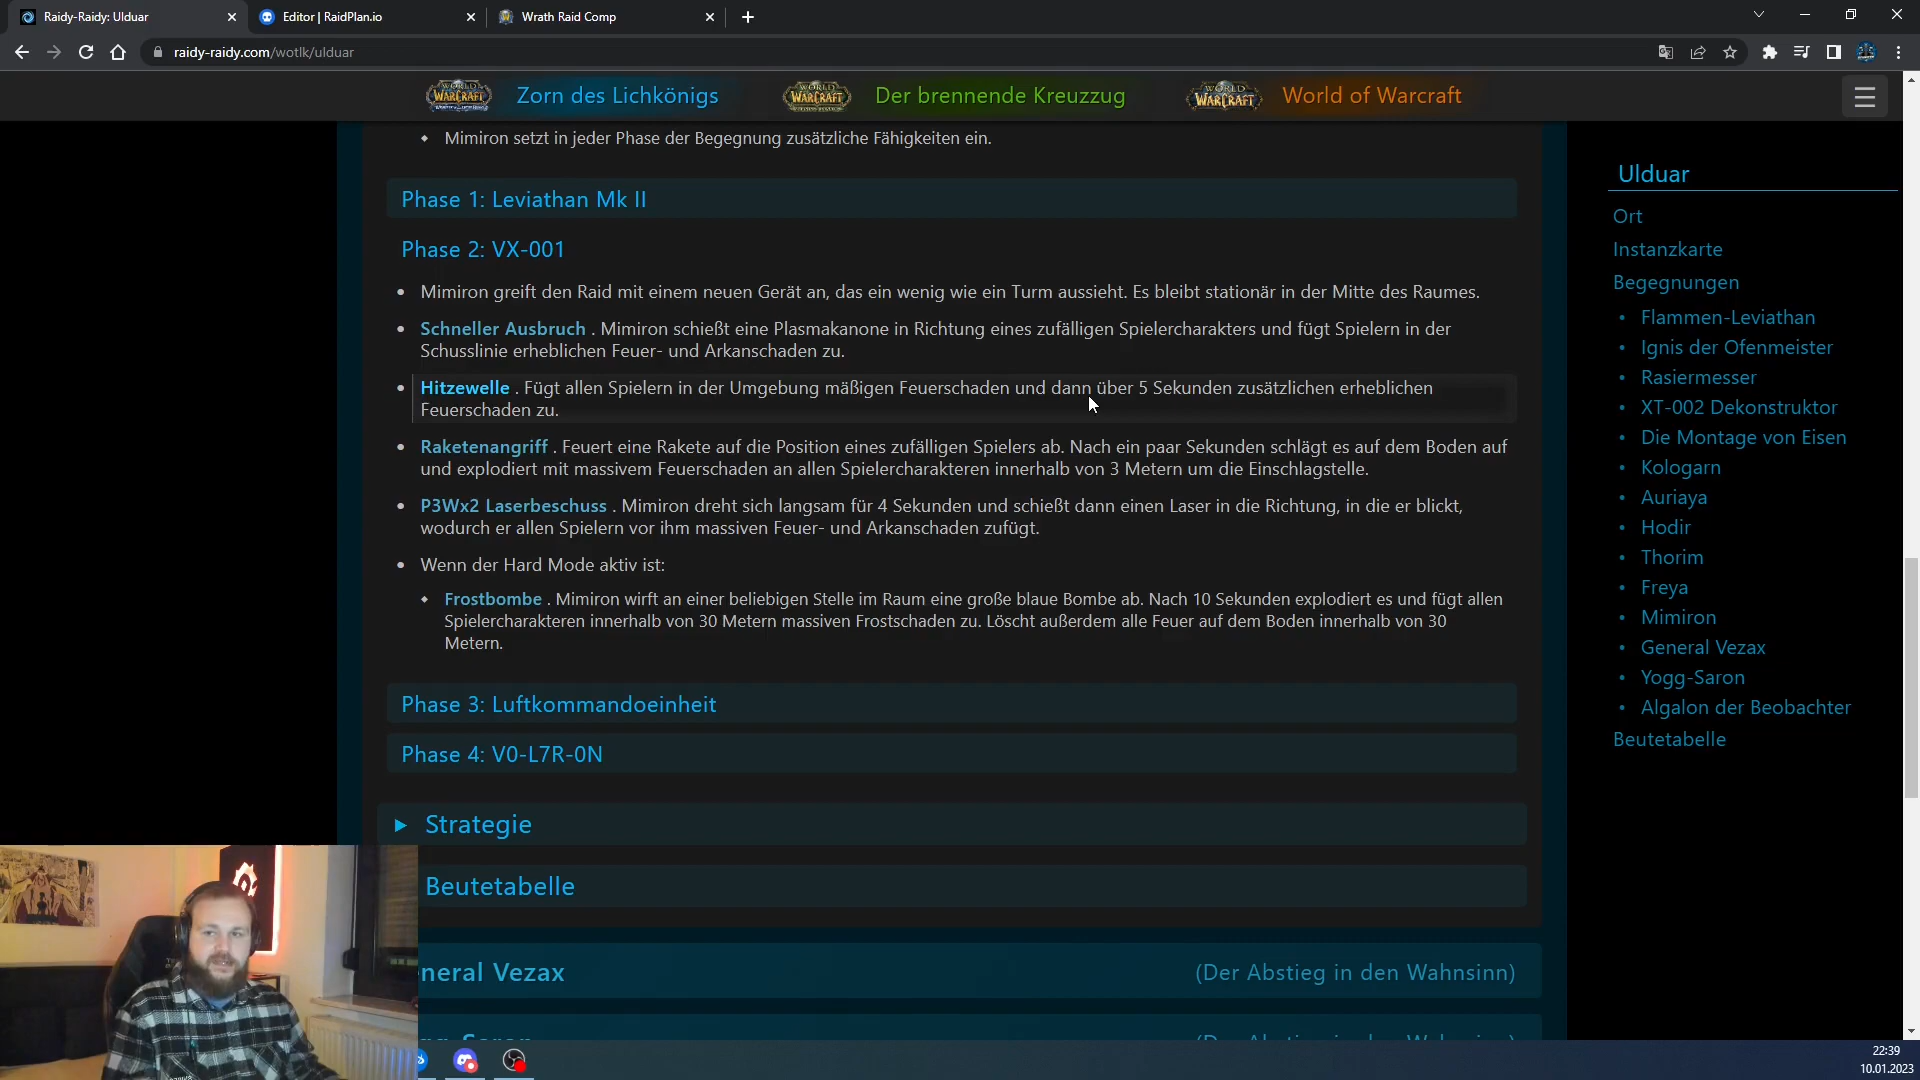 Raidy-Raidy: Ulduar
Editor | RaidPlan.io
Wrath Raid Comp
raidy-raidy.com/wotlk/ulduar
Zorn des Lichkönigs
Der brennende Kreuzzug
World of Warcraft
Mimiron setzt in jeder Phase der Begegnung zusätzliche Fähigkeiten ein.
Phase 1: Leviathan Mk II
Phase 2: VX-001
Mimiron greift den Raid mit einem neuen Gerät an, das ein wenig wie ein Turm aussieht. Es bleibt stationär in der Mitte des Raumes.
Schneller Ausbruch . Mimiron schießt eine Plasmakanone in Richtung eines zufälligen Spielercharakters und fügt Spielern in der
Schusslinie erheblichen Feuer- und Arkanschaden zu.
Hitzewelle . Fügt allen Spielern in der Umgebung mäßigen Feuerschaden und dann über 5 Sekunden zusätzlichen erheblichen
Feuerschaden zu.
Raketenangriff . Feuert eine Rakete auf die Position eines zufälligen Spielers ab. Nach ein paar Sekunden schlägt es auf dem Boden auf
und explodiert mit massivem Feuerschaden an allen Spielercharakteren innerhalb von 3 Metern um die Einschlagstelle.
P3Wx2 Laserbeschuss . Mimiron dreht sich langsam für 4 Sekunden und schießt dann einen Laser in die Richtung, in die er blickt,
wodurch er allen Spielern vor ihm massiven Feuer- und Arkanschaden zufügt.
Wenn der Hard Mode aktiv ist:
Frostbombe . Mimiron wirft an einer beliebigen Stelle im Raum eine große blaue Bombe ab. Nach 10 Sekunden explodiert es und fügt allen
Spielercharakteren innerhalb von 30 Metern massiven Frostschaden zu. Löscht außerdem alle Feuer auf dem Boden innerhalb von 30
Metern.
Phase 3: Luftkommandoeinheit
Phase 4: V0-L7R-0N
Strategie
Beutetabelle
neral Vezax
(Der Abstieg in den Wahnsinn)
Ulduar
Ort
Instanzkarte
Begegnungen
Flammen-Leviathan
Ignis der Ofenmeister
Rasiermesser
XT-002 Dekonstruktor
Die Montage von Eisen
Kologarn
Auriaya
Hodir
Thorim
Freya
Mimiron
General Vezax
Yogg-Saron
Algalon der Beobachter
Beutetabelle
22:39
10.01.2023